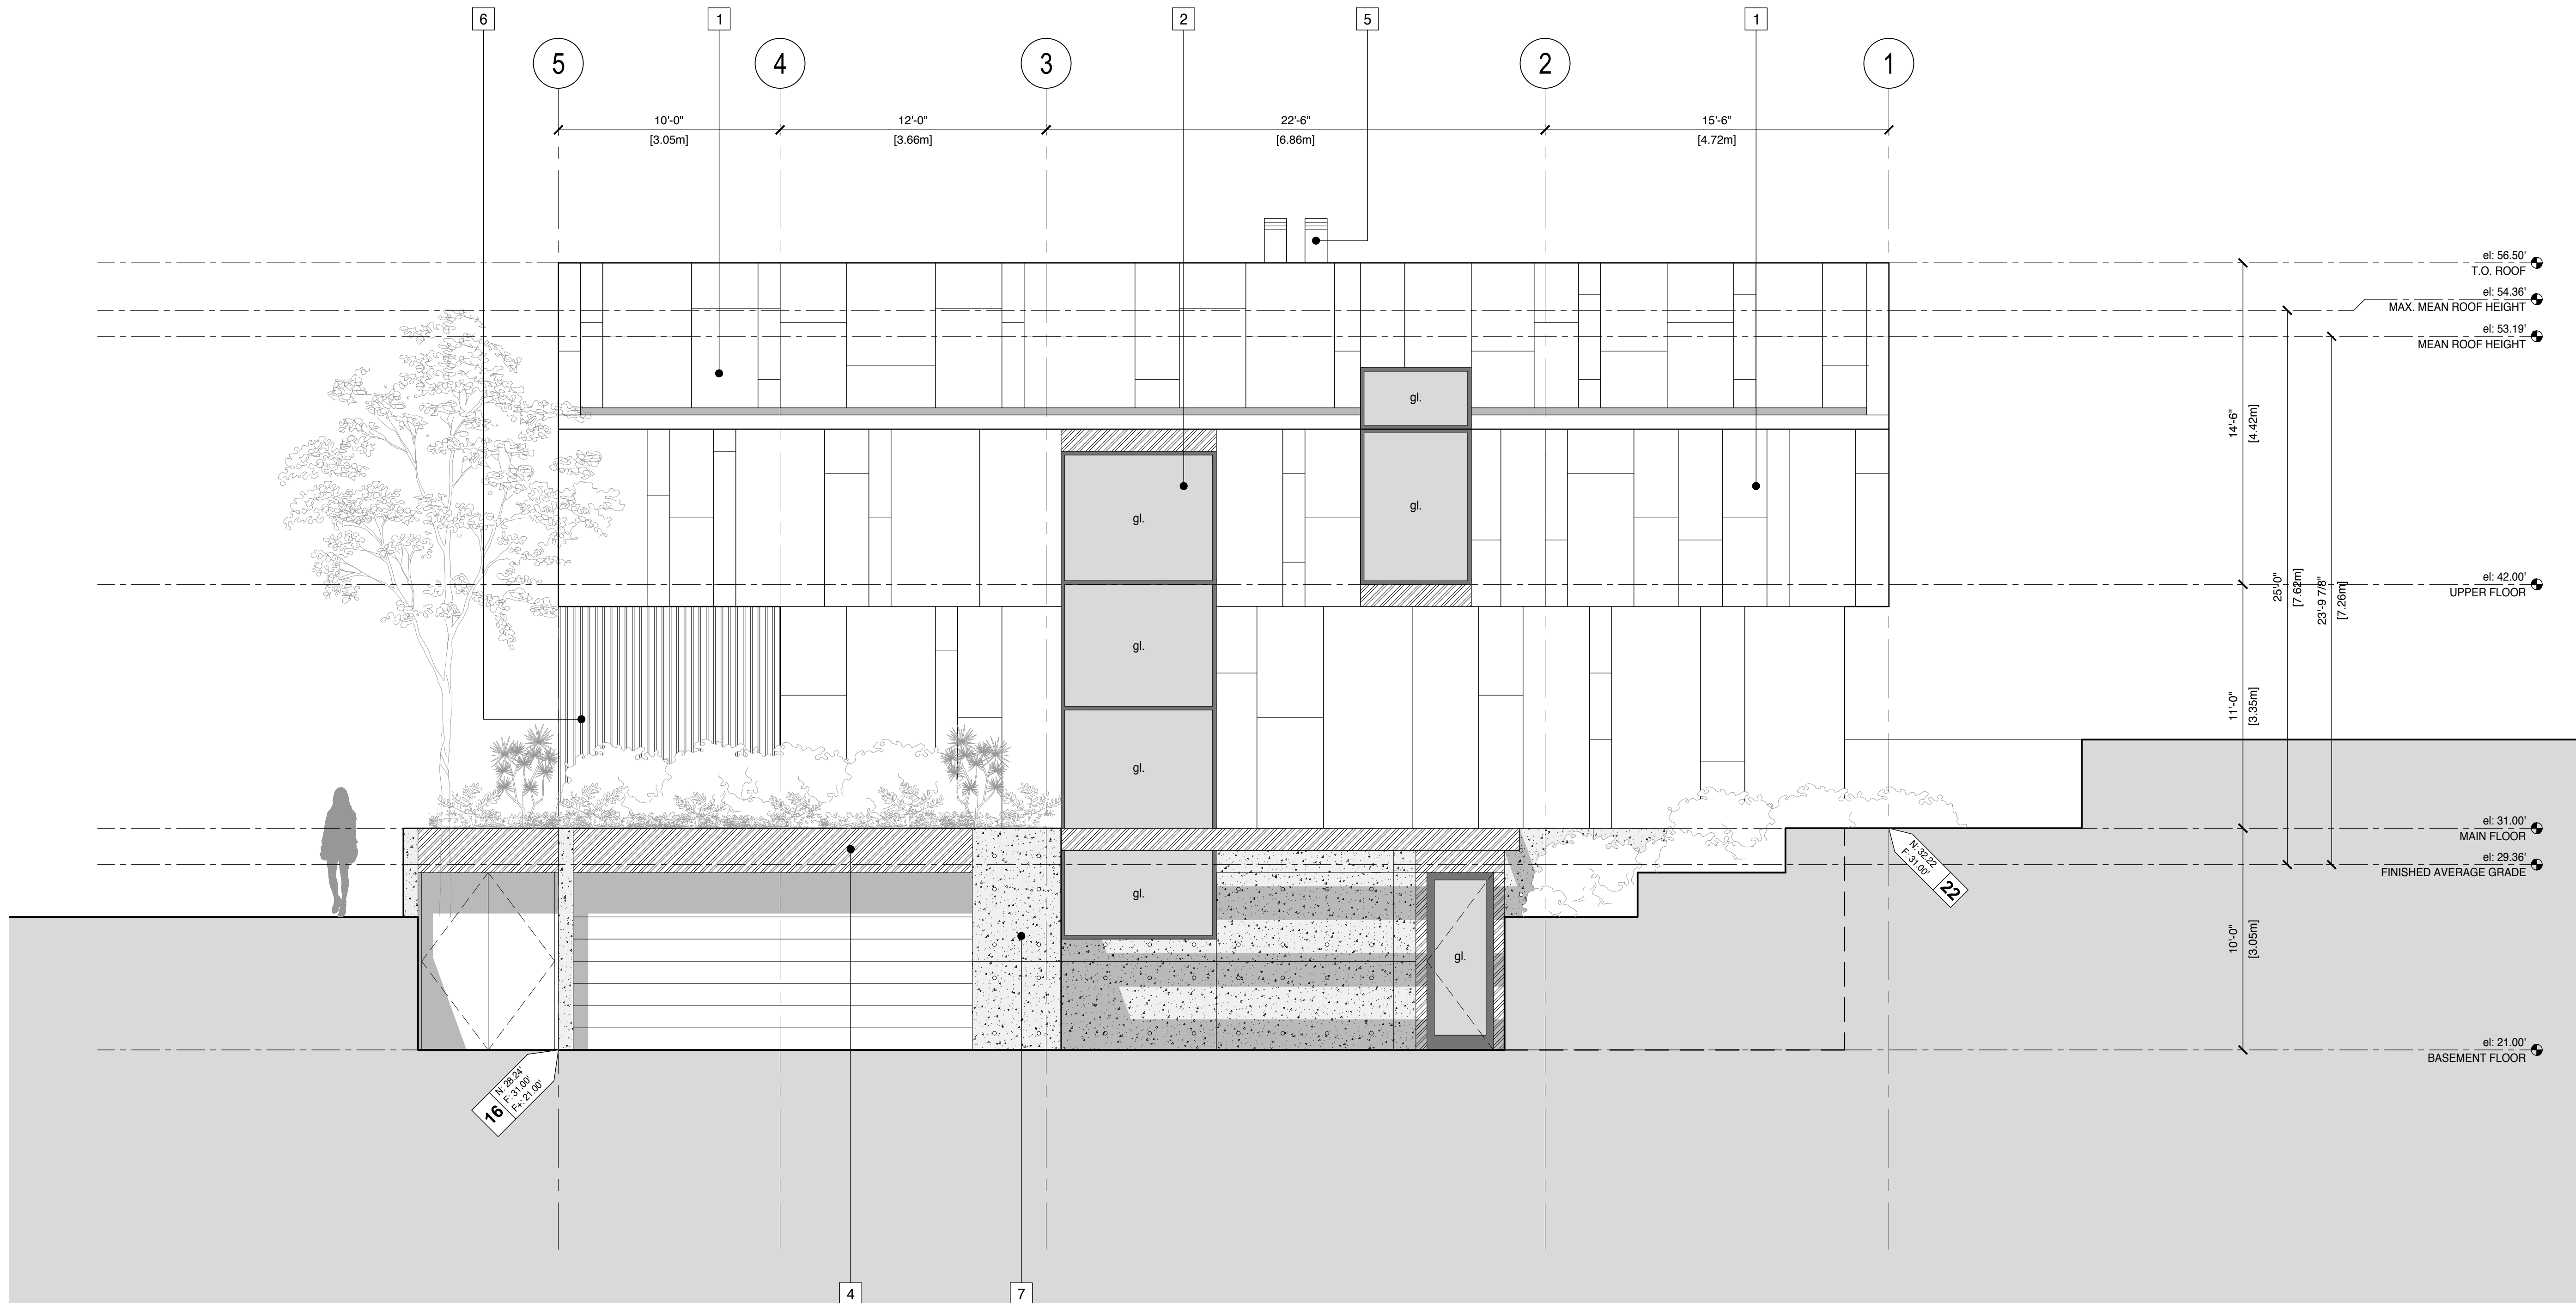 6
1
2
5
1
5
4
3
2
1
10'-0"
[3.05m]
12'-0"
[3.66m]
22'-6"
[6.86m]
15'-6"
[4.72m]
el: 56.50'
T.O. ROOF
el: 54.36'
MAX. MEAN ROOF HEIGHT
el: 53.19'
MEAN ROOF HEIGHT
gl.
14'-6"
[4.42m]
gl.
gl.
el: 42.00'
UPPER FLOOR
25'-0"
[7.62m]
23'-9 7/8"
[7.26m]
gl.
11'-0"
[3.35m]
gl.
el: 31.00'
MAIN FLOOR
el: 29.36'
FINISHED AVERAGE GRADE
N: 32.22
F: 31.00'
22
gl.
10'-0"
[3.05m]
gl.
el: 21.00'
BASEMENT FLOOR
N: 28.24'
F: 31.00'
F+: 21.00'
16
4
7